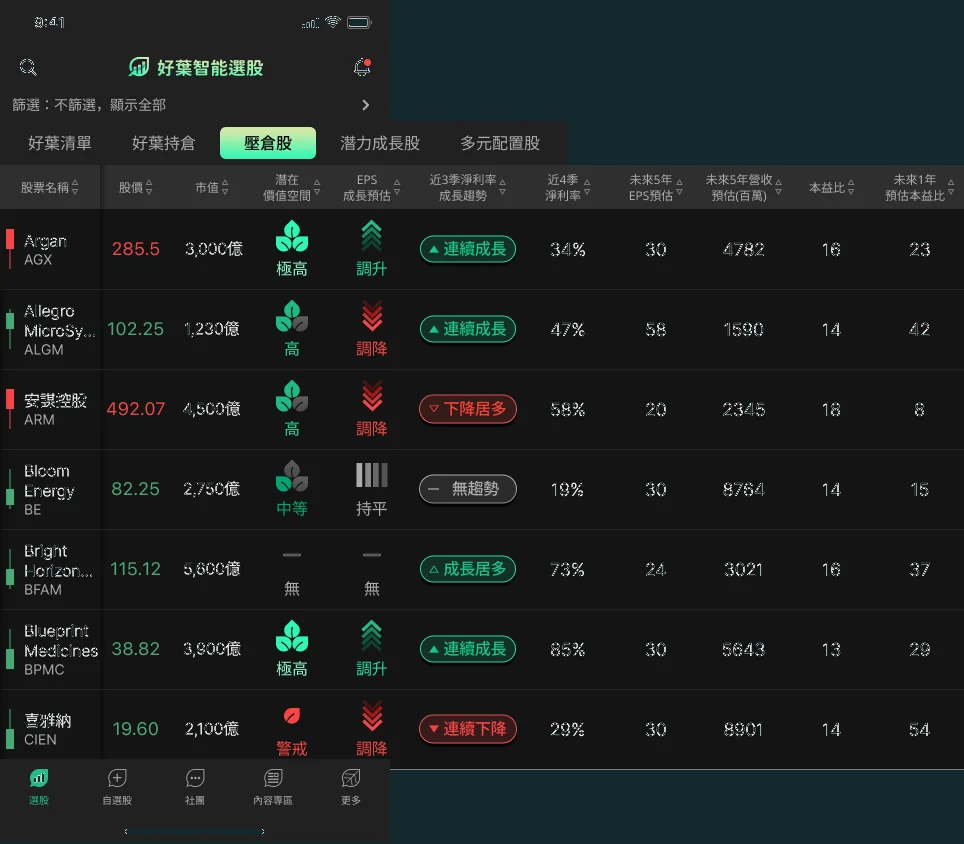 9:41
好葉智能選股
篩選：不篩選，顯示全部
好葉清單 好葉持倉 壓倉股 潛力成長股 多元配置股
股票名稱 股價 市值 潛在 EPS 近3季淨利率 近4季 未來5年 未來5年營收 本益比 未來1年
價值空間 成長預估 成長趨勢 淨利率 EPS預估 預估(百萬) 預估本益比
Argan
AGX
285.5 3,000億 極高 調升 連續成長 34% 30 4782 16 23
Allegro
MicroSy...
ALGM
102.25 1,230億 高 調降 連續成長 47% 58 1590 14 42
安謀控股
ARM
492.07 4,500億 高 調降 下降居多 58% 20 2345 18 8
Bloom
Energy
BE
82.25 2,750億 中等 持平 無趨勢 19% 30 8764 14 15
Bright
Horizon...
BFAM
115.12 5,600億 無 無 成長居多 73% 24 3021 16 37
Blueprint
Medicines
BPMC
38.82 3,900億 極高 調升 連續成長 85% 30 5643 13 29
喜雅納
CIEN
19.60 2,100億 警戒 調降 連續下降 29% 30 8901 14 54
選股 自選股 社團 內容專區 更多